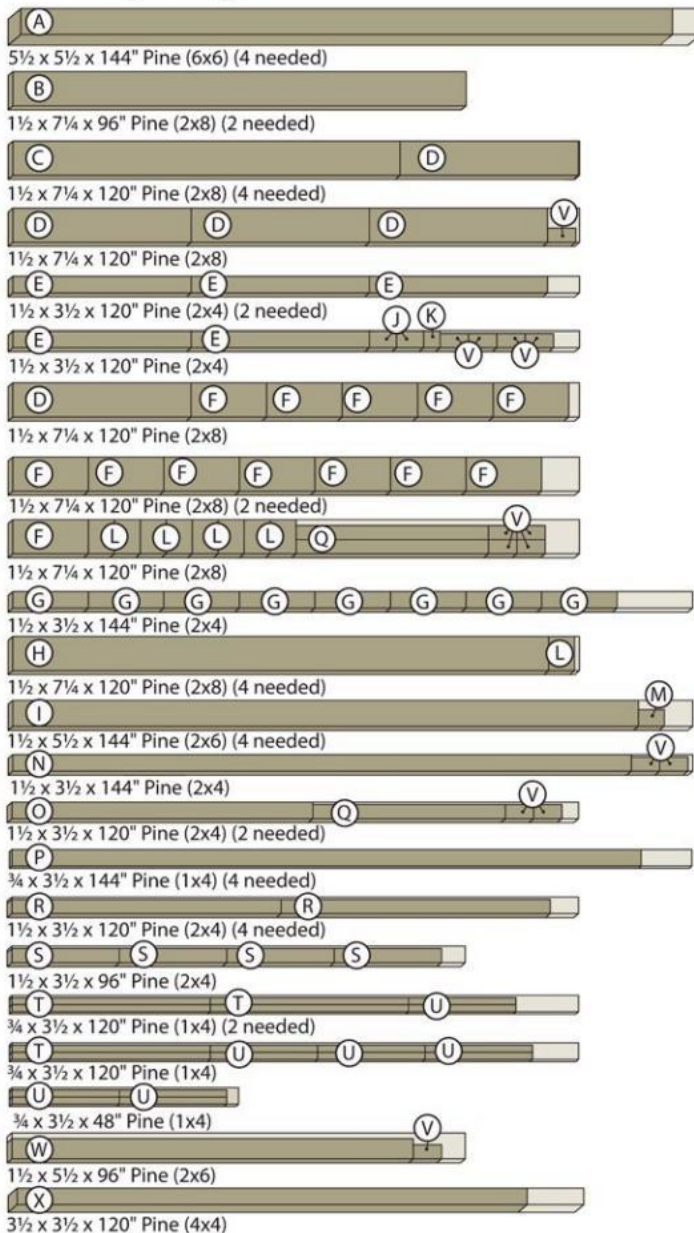 A
5½ x 5½ x 144" Pine (6x6) (4 needed)
B
1½ x 7¼ x 96" Pine (2x8) (2 needed)
C D
1½ x 7¼ x 120" Pine (2x8) (4 needed)
D D D V
1½ x 7¼ x 120" Pine (2x8)
E E E
1½ x 3½ x 120" Pine (2x4) (2 needed)
E E J K V V
1½ x 3½ x 120" Pine (2x4)
D F F F F F
1½ x 7¼ x 120" Pine (2x8)
F F F F F F F
1½ x 7¼ x 120" Pine (2x8) (2 needed)
F L L L L Q V
1½ x 7¼ x 120" Pine (2x8)
G G G G G G G G
1½ x 3½ x 144" Pine (2x4)
H L
1½ x 7¼ x 120" Pine (2x8) (4 needed)
I M
1½ x 5½ x 144" Pine (2x6) (4 needed)
N V
1½ x 3½ x 144" Pine (2x4)
O Q V
1½ x 3½ x 120" Pine (2x4) (2 needed)
P
¾ x 3½ x 144" Pine (1x4) (4 needed)
R R
1½ x 3½ x 120" Pine (2x4) (4 needed)
S S S S
1½ x 3½ x 96" Pine (2x4)
T T U
¾ x 3½ x 120" Pine (1x4) (2 needed)
T U U U
¾ x 3½ x 120" Pine (1x4)
U U
¾ x 3½ x 48" Pine (1x4)
W V
1½ x 5½ x 96" Pine (2x6)
X
3½ x 3½ x 120" Pine (4x4)